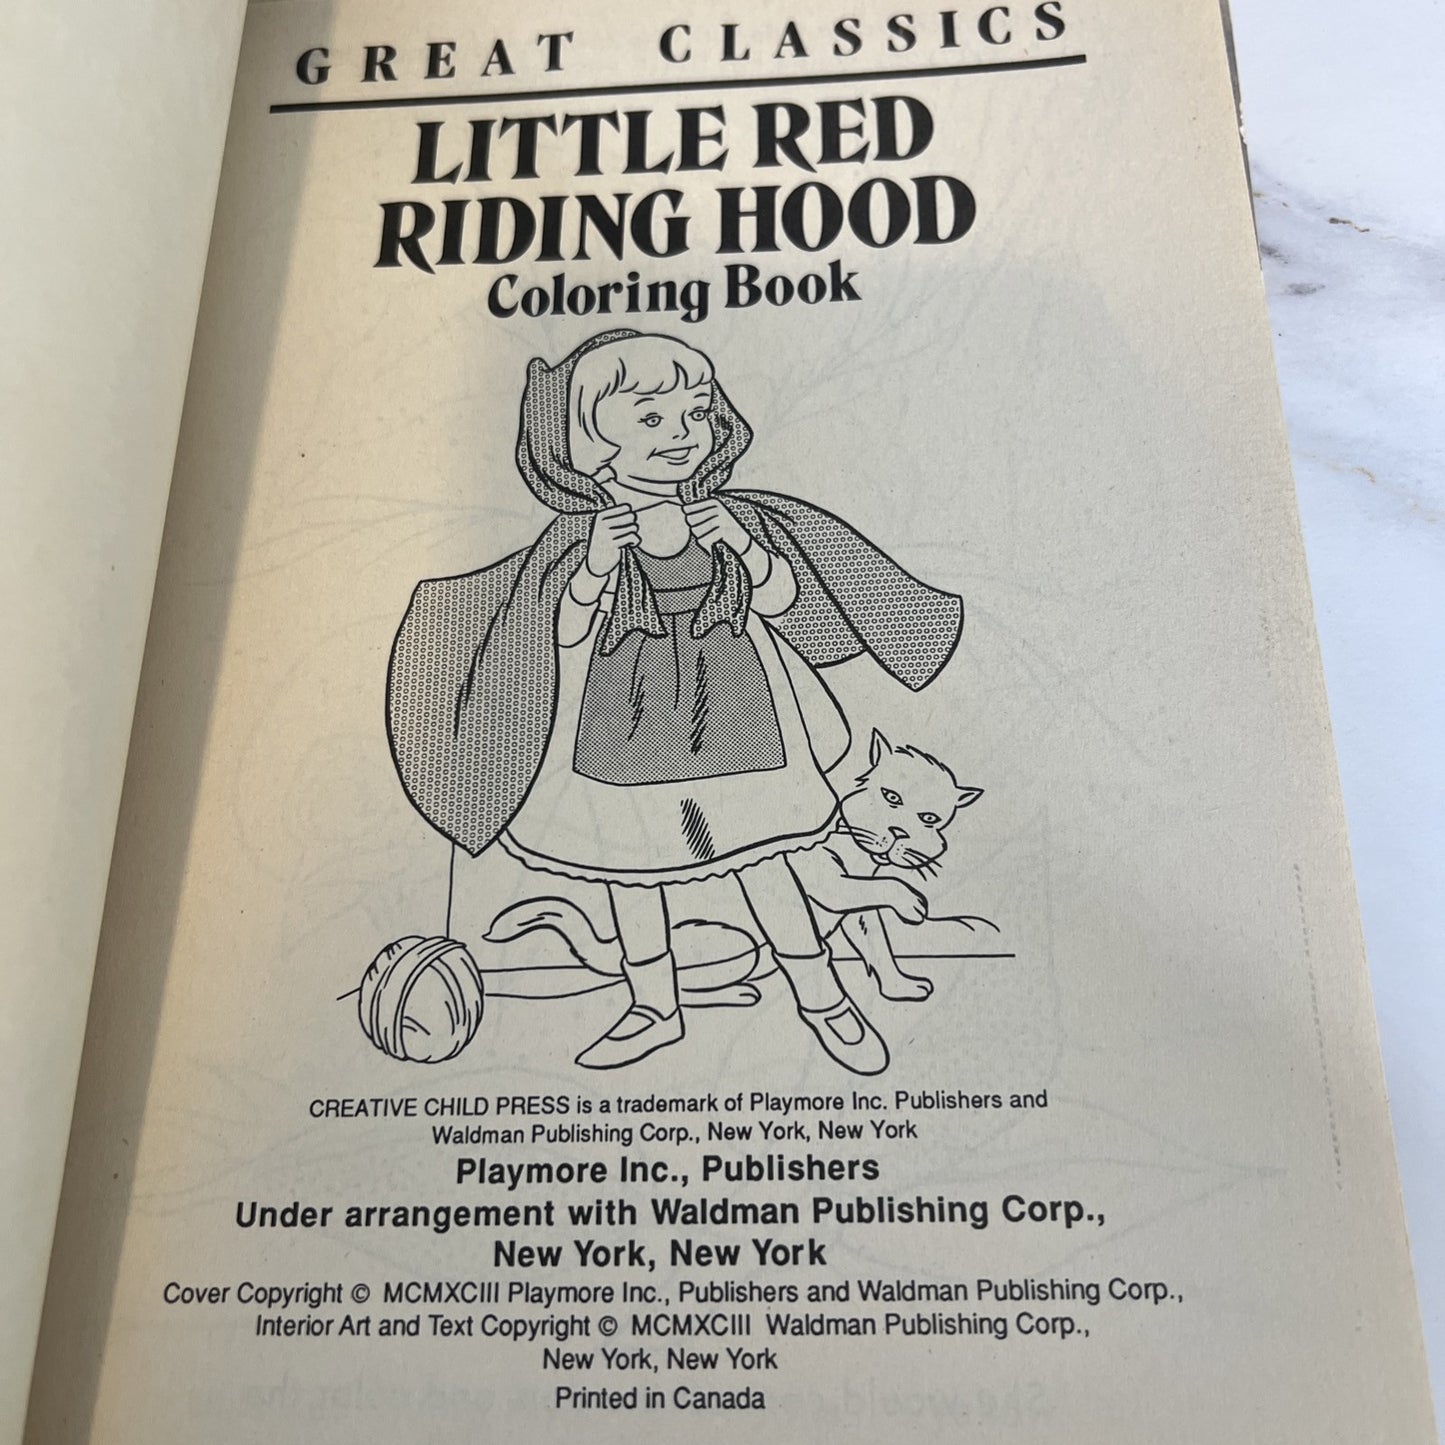 GREAT CLASSICS
LITTLE RED
RIDING HOOD
Coloring Book
CREATIVE CHILD PRESS is a trademark of Playmore Inc. Publishers and
Waldman Publishing Corp., New York, New York
Playmore Inc., Publishers
Under arrangement with Waldman Publishing Corp.,
New York, New York
Cover Copyright © MCMXCIII Playmore Inc., Publishers and Waldman Publishing Corp.,
Interior Art and Text Copyright © MCMXCIII Waldman Publishing Corp.,
New York, New York
Printed in Canada